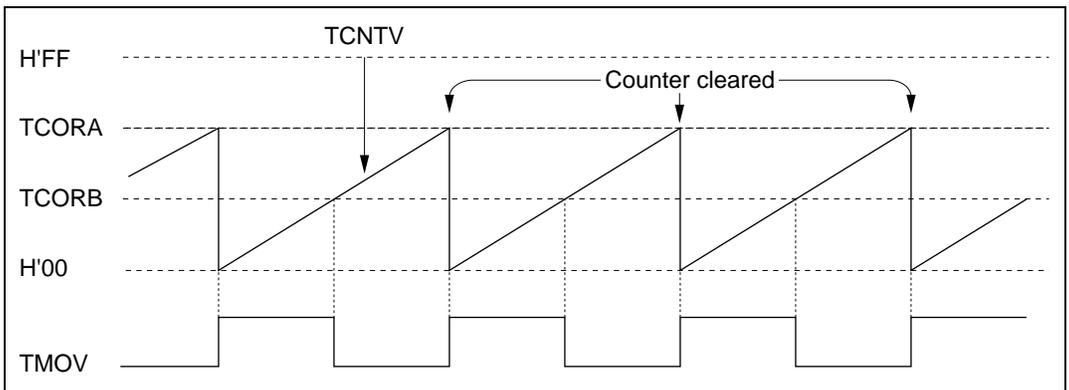 TCNTV
H'FF
Counter cleared
TCORA
TCORB
H'00
TMOV